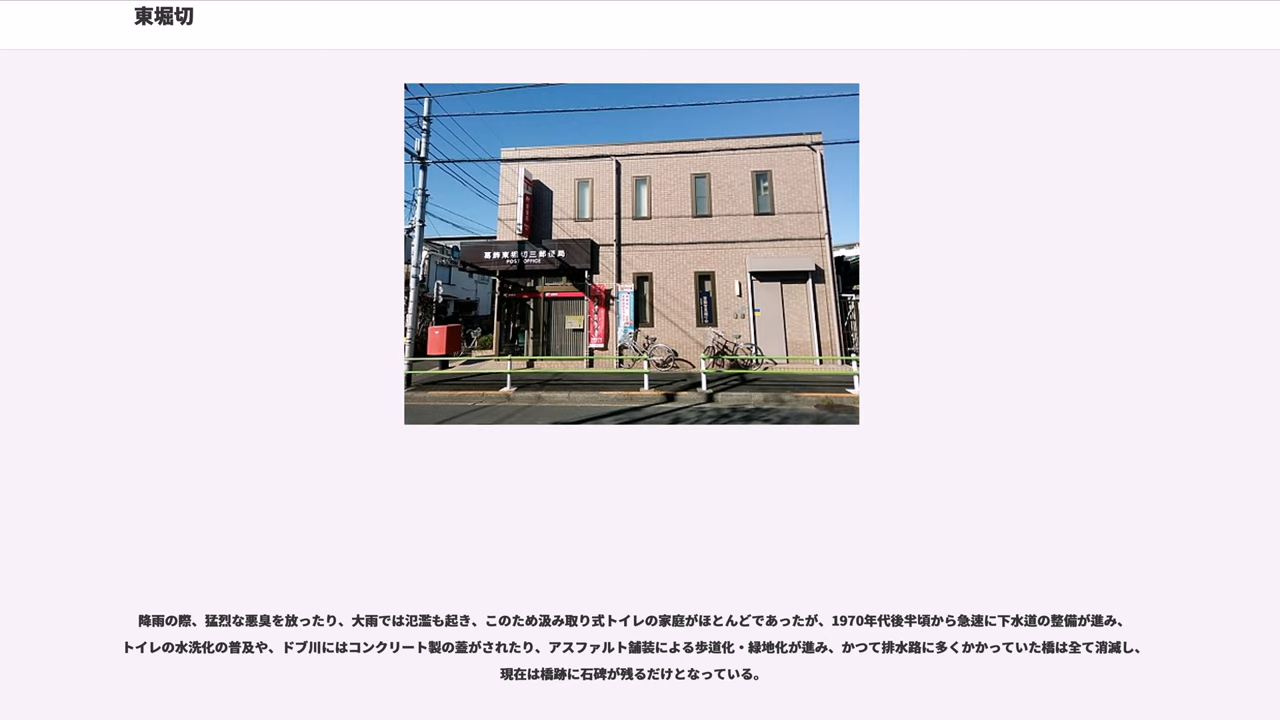 東堀切
葛飾東堀切三郵便局
POST OFFICE
降雨の際、猛烈な悪臭を放ったり、大雨では氾濫も起き、このため汲み取り式トイレの家庭がほとんどであったが、1970年代後半頃から急速に下水道の整備が進み、
トイレの水洗化の普及や、ドブ川にはコンクリート製の蓋がされたり、アスファルト舗装による歩道化・緑地化が進み、かつて排水路に多くかかっていた橋は全て消滅し、
現在は橋跡に石碑が残るだけとなっている。